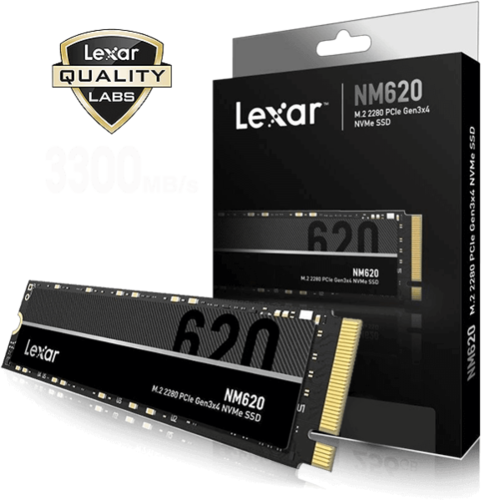 Lexar
QUALITY
LABS
Lexar
NM620
M.2 2280 PCIe Gen3x4
NVMe SSD
3300MB/s
620
NM620
M.2 2280 PCIe Gen3x4 NVMe SSD
NM620 M.2 2280 PCIe Gen3x4 NVMe SSD
Lexar
620
NM620
M.2 2280 PCIe Gen3x4 NVMe SSD